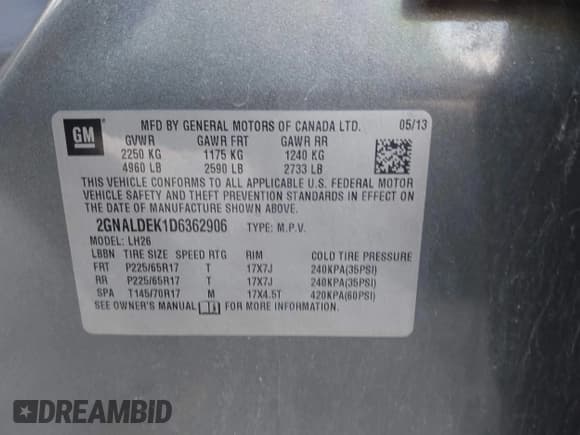 GM
MFD BY GENERAL MOTORS OF CANADA LTD. 05/13
GVWR GAWR FRT GAWR RR
2250 KG 1175 KG 1240 KG
4960 LB 2590 LB 2733 LB
THIS VEHICLE CONFORMS TO ALL APPLICABLE U.S. FEDERAL MOTOR
VEHICLE SAFETY AND THEFT PREVENTION STANDARDS IN EFFECT ON
THE DATE OF MANUFACTURE SHOWN ABOVE.
2GNALDEK1D6362906 TYPE: M.P.V.
MODEL: LH26
LBBN TIRE SIZE SPEED RTG RIM COLD TIRE PRESSURE
FRT P225/65R17 T 17X7J 240KPA(35PSI)
RR P225/65R17 T 17X7J 240KPA(35PSI)
SPA T145/70R17 M 17X4.5T 420KPA(60PSI)
SEE OWNER'S MANUAL FOR MORE INFORMATION.
DREAMBID